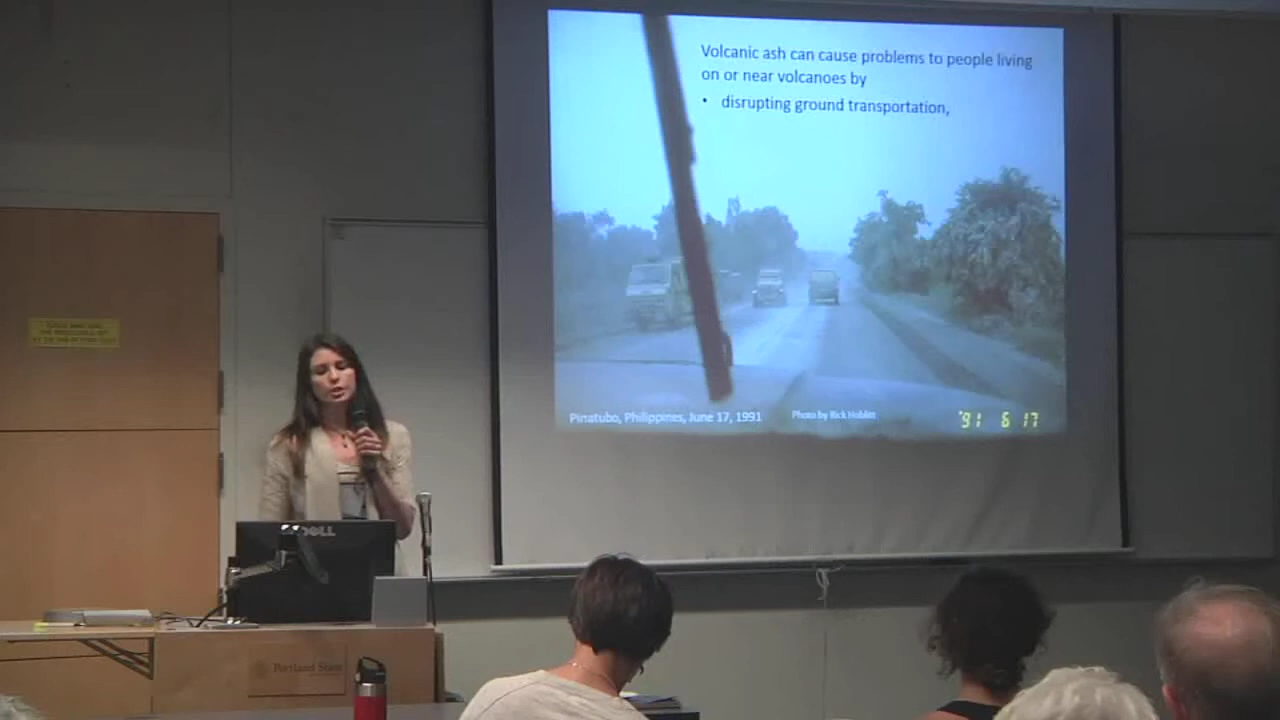 Volcanic ash can cause problems to people living
on or near volcanoes by
• disrupting ground transportation,
Pinatubo, Philippines, June 17, 1991
Photo by Rick Hoblitt
'91 6 17
DELL
Portland State